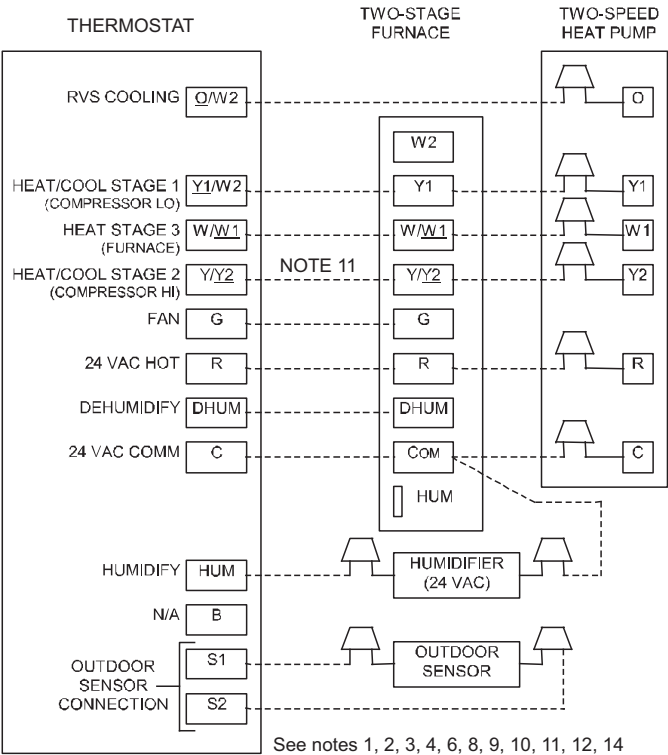 THERMOSTAT
TWO-STAGE
FURNACE
TWO-SPEED
HEAT PUMP
RVS COOLING O/W2 O
W2
HEAT/COOL STAGE 1 Y1/W2 Y1 Y1
(COMPRESSOR LO)
HEAT STAGE 3 W/W1 W/W1 W1
(FURNACE)
HEAT/COOL STAGE 2 Y/Y2 NOTE 11 Y/Y2 Y2
(COMPRESSOR HI)
FAN G G
24 VAC HOT R R R
DEHUMIDIFY DHUM DHUM
24 VAC COMM C COM C
HUM
HUMIDIFY HUM HUMIDIFIER
(24 VAC)
N/A B
S1 OUTDOOR
SENSOR
OUTDOOR
SENSOR
CONNECTION
S2
See notes 1, 2, 3, 4, 6, 8, 9, 10, 11, 12, 14